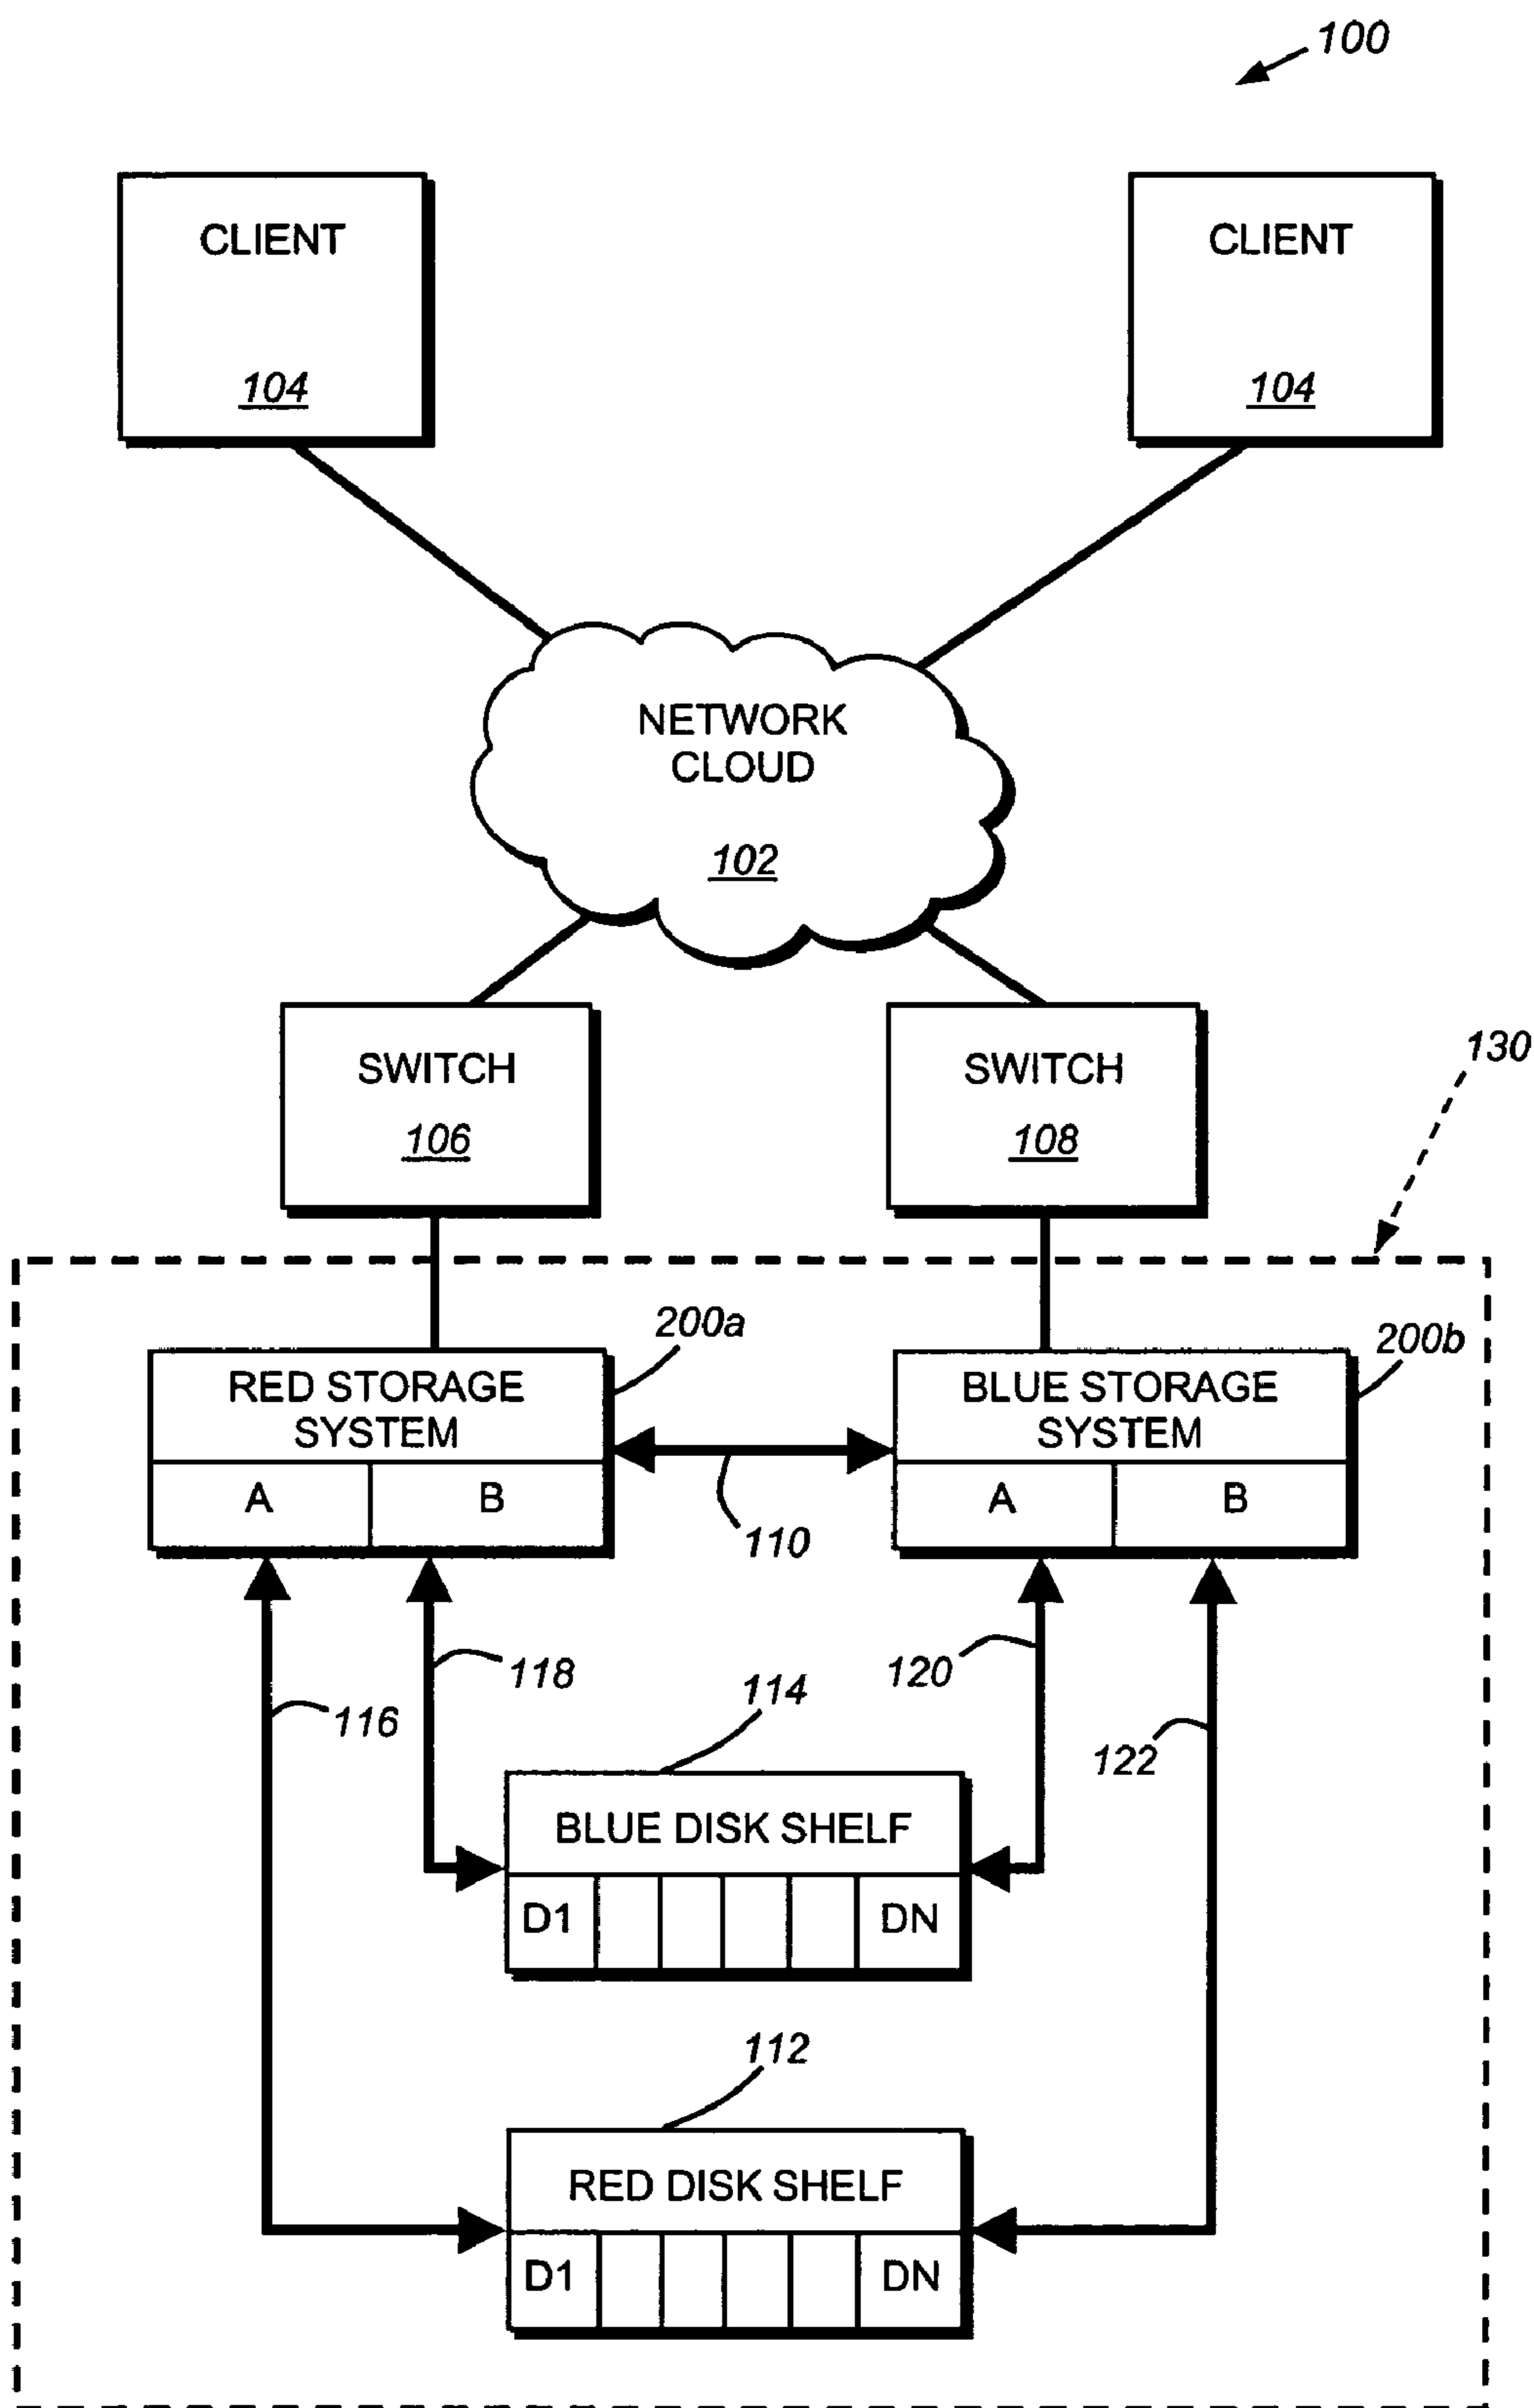 100
CLIENT
104
CLIENT
104
NETWORK
CLOUD
102
SWITCH
106
SWITCH
108
130
200a
200b
RED STORAGE
SYSTEM
A
B
BLUE STORAGE
SYSTEM
A
B
110
118
116
114
120
122
BLUE DISK SHELF
D1
DN
112
RED DISK SHELF
D1
DN